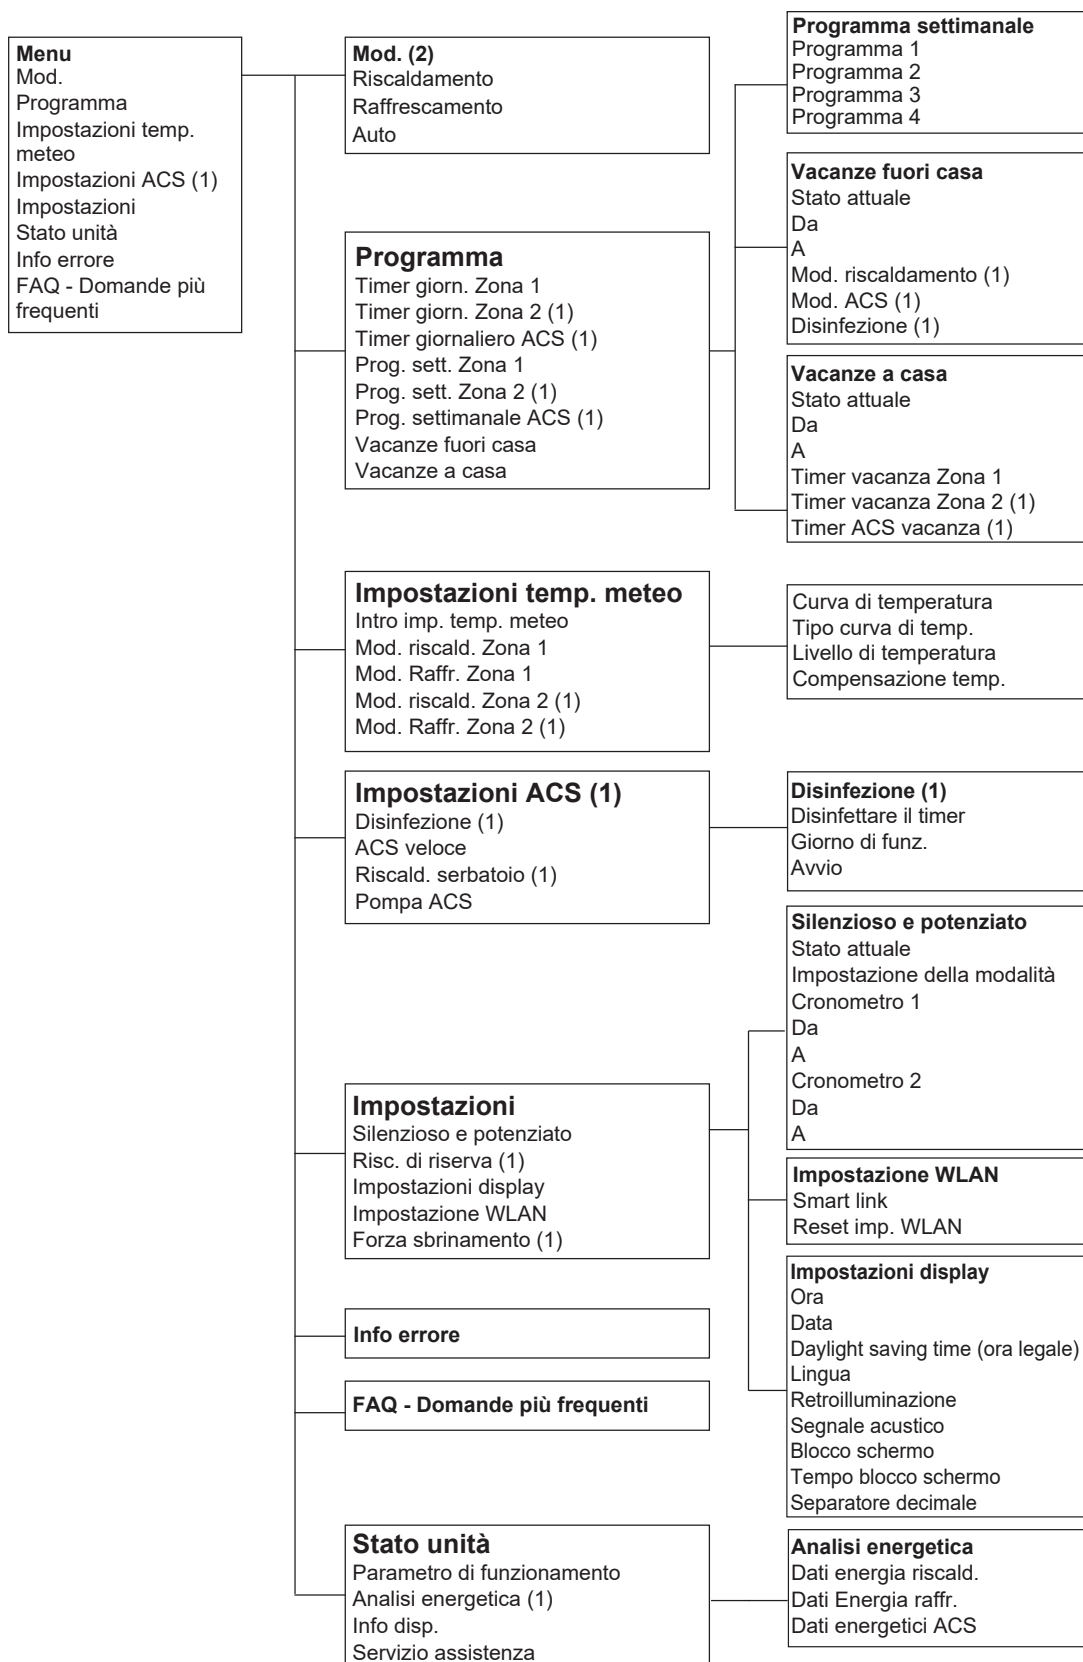 Menu
Mod.
Programma
Impostazioni temp.
meteo
Impostazioni ACS (1)
Impostazioni
Stato unità
Info errore
FAQ - Domande più
frequenti
Mod. (2)
Riscaldamento
Raffrescamento
Auto
Programma
Timer giorn. Zona 1
Timer giorn. Zona 2 (1)
Timer giornaliero ACS (1)
Prog. sett. Zona 1
Prog. sett. Zona 2 (1)
Prog. settimanale ACS (1)
Vacanze fuori casa
Vacanze a casa
Programma settimanale
Programma 1
Programma 2
Programma 3
Programma 4
Vacanze fuori casa
Stato attuale
Da
A
Mod. riscaldamento (1)
Mod. ACS (1)
Disinfezione (1)
Vacanze a casa
Stato attuale
Da
A
Timer vacanza Zona 1
Timer vacanza Zona 2 (1)
Timer ACS vacanza (1)
Impostazioni temp. meteo
Intro imp. temp. meteo
Mod. riscald. Zona 1
Mod. Raffr. Zona 1
Mod. riscald. Zona 2 (1)
Mod. Raffr. Zona 2 (1)
Curva di temperatura
Tipo curva di temp.
Livello di temperatura
Compensazione temp.
Impostazioni ACS (1)
Disinfezione (1)
ACS veloce
Riscald. serbatoio (1)
Pompa ACS
Disinfezione (1)
Disinfettare il timer
Giorno di funz.
Avvio
Impostazioni
Silenzioso e potenziato
Risc. di riserva (1)
Impostazioni display
Impostazione WLAN
Forza sbrinamento (1)
Silenzioso e potenziato
Stato attuale
Impostazione della modalità
Cronometro 1
Da
A
Cronometro 2
Da
A
Impostazione WLAN
Smart link
Reset imp. WLAN
Impostazioni display
Ora
Data
Daylight saving time (ora legale)
Lingua
Retroilluminazione
Segnale acustico
Blocco schermo
Tempo blocco schermo
Separatore decimale
Info errore
FAQ - Domande più frequenti
Stato unità
Parametro di funzionamento
Analisi energetica (1)
Info disp.
Servizio assistenza
Analisi energetica
Dati energia riscald.
Dati Energia raffr.
Dati energetici ACS